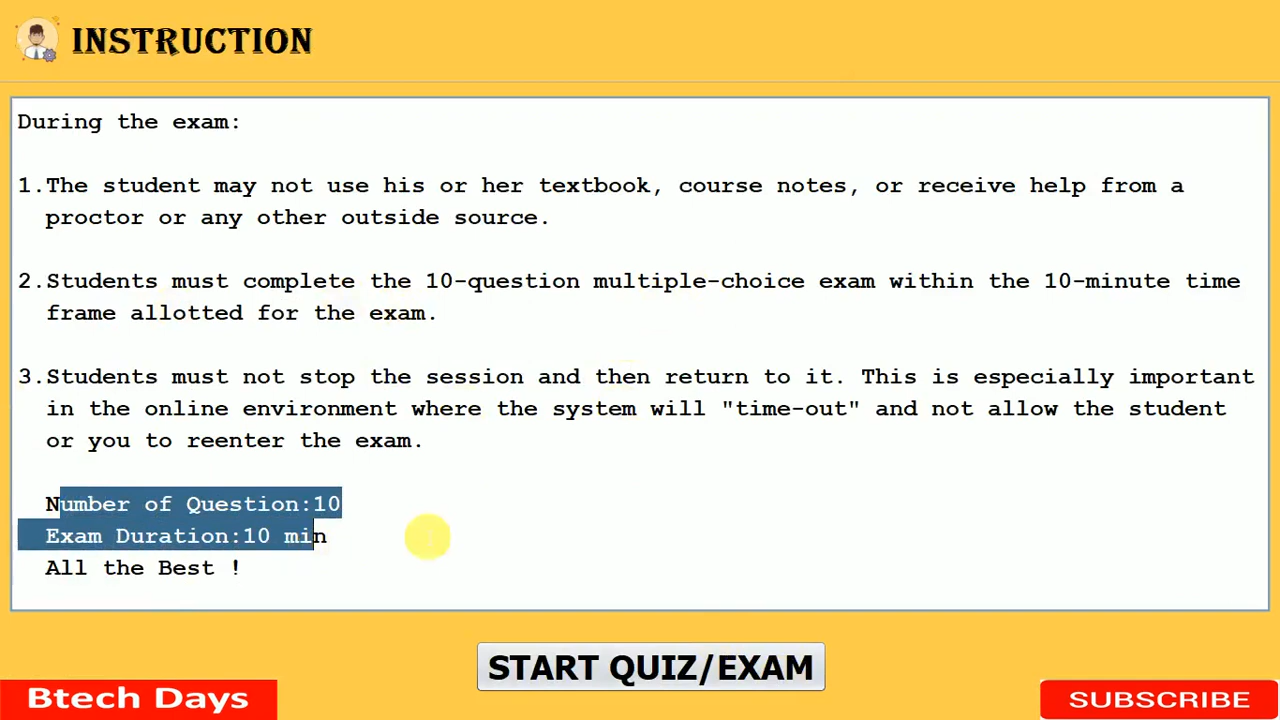 INSTRUCTION
During the exam:
1.The student may not use his or her textbook, course notes, or receive help from a
proctor or any other outside source.
2.Students must complete the 10-question multiple-choice exam within the 10-minute time
frame allotted for the exam.
3.Students must not stop the session and then return to it. This is especially important
in the online environment where the system will "time-out" and not allow the student
or you to reenter the exam.
Number of Question:10
Exam Duration:10 min
All the Best !
START QUIZ/EXAM
Btech Days
SUBSCRIBE